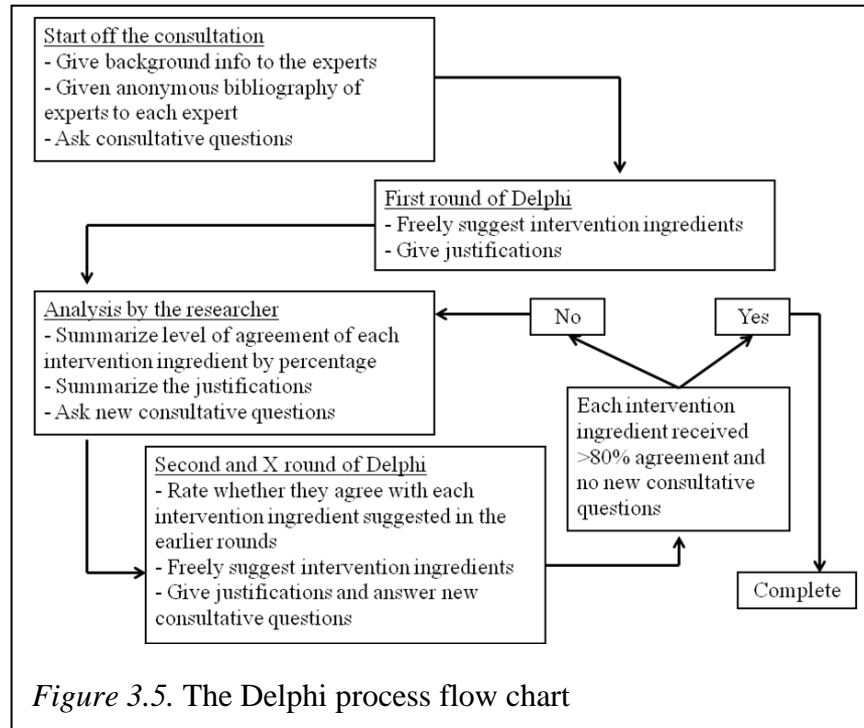 Start off the consultation
- Give background info to the experts
- Given anonymous bibliography of
experts to each expert
- Ask consultative questions
First round of Delphi
- Freely suggest intervention ingredients
- Give justifications
Analysis by the researcher
- Summarize level of agreement of each
intervention ingredient by percentage
- Summarize the justifications
- Ask new consultative questions
No
Yes
Each intervention
ingredient received
>80% agreement and
no new consultative
questions
Second and X round of Delphi
- Rate whether they agree with each
intervention ingredient suggested in the
earlier rounds
- Freely suggest intervention ingredients
- Give justifications and answer new
consultative questions
Complete
Figure 3.5. The Delphi process flow chart